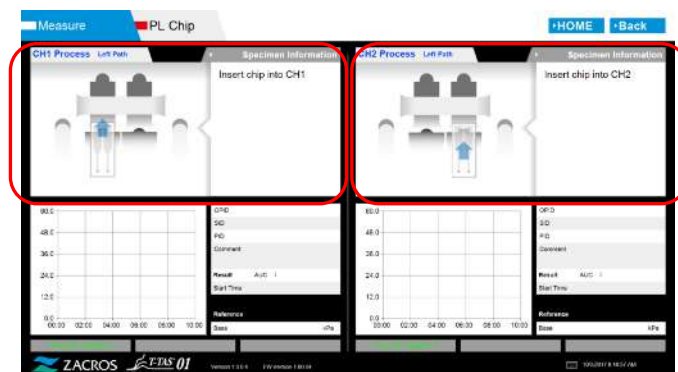 Measure
PL Chip
HOME
Back
CH1 Process Left Path
Specimen Information
Insert chip into CH1
CH2 Process Left Path
Specimen Information
Insert chip into CH2
60.0
48.0
36.0
24.0
12.0
0.0
00:00 02:00 04:00 06:00 08:00 10:00
OPID
SID
PID
Comment
Result AUC
Start Time
Reference
Base kPa
60.0
48.0
36.0
24.0
12.0
0.0
00:00 02:00 04:00 06:00 08:00 10:00
OPID
SID
PID
Comment
Result AUC
Start Time
Reference
Base kPa
ZACROS T-TAS 01